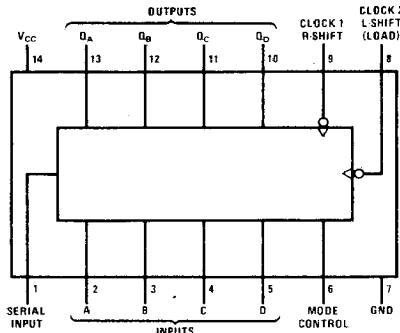 OUTPUTS
CLOCK 1
R-SHIFT
CLOCK 2
L-SHIFT
(LOAD)
VCC QA QB QC QD
14 13 12 11 10 9 8
1 2 3 4 5 6 7
SERIAL
INPUT
A B C D
MODE
CONTROL
GND
INPUTS